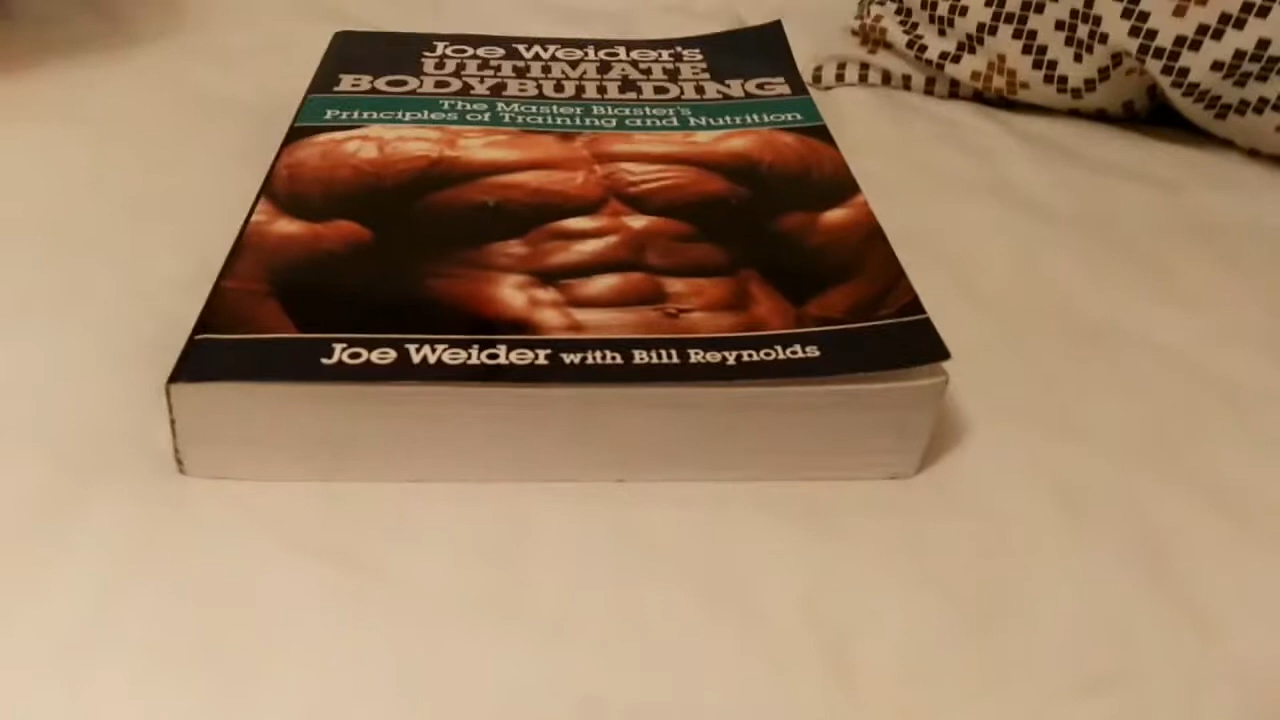 Joe Weider's
ULTIMATE
BODYBUILDING
The Master Blaster's
Principles of Training and Nutrition
Joe Weider with Bill Reynolds